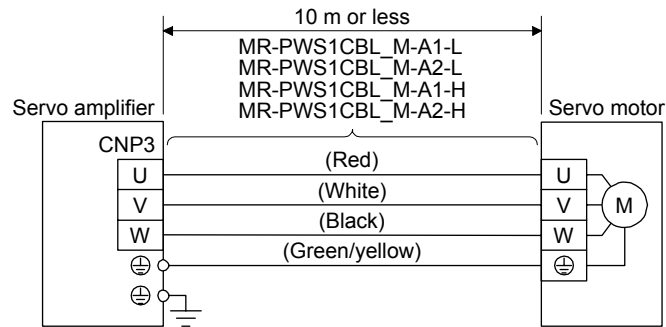 10 m or less
MR-PWS1CBL_M-A1-L
MR-PWS1CBL_M-A2-L
MR-PWS1CBL_M-A1-H
MR-PWS1CBL_M-A2-H
Servo amplifier
Servo motor
CNP3
(Red)
U
U
(White)
V
V
M
(Black)
W
W
(Green/yellow)